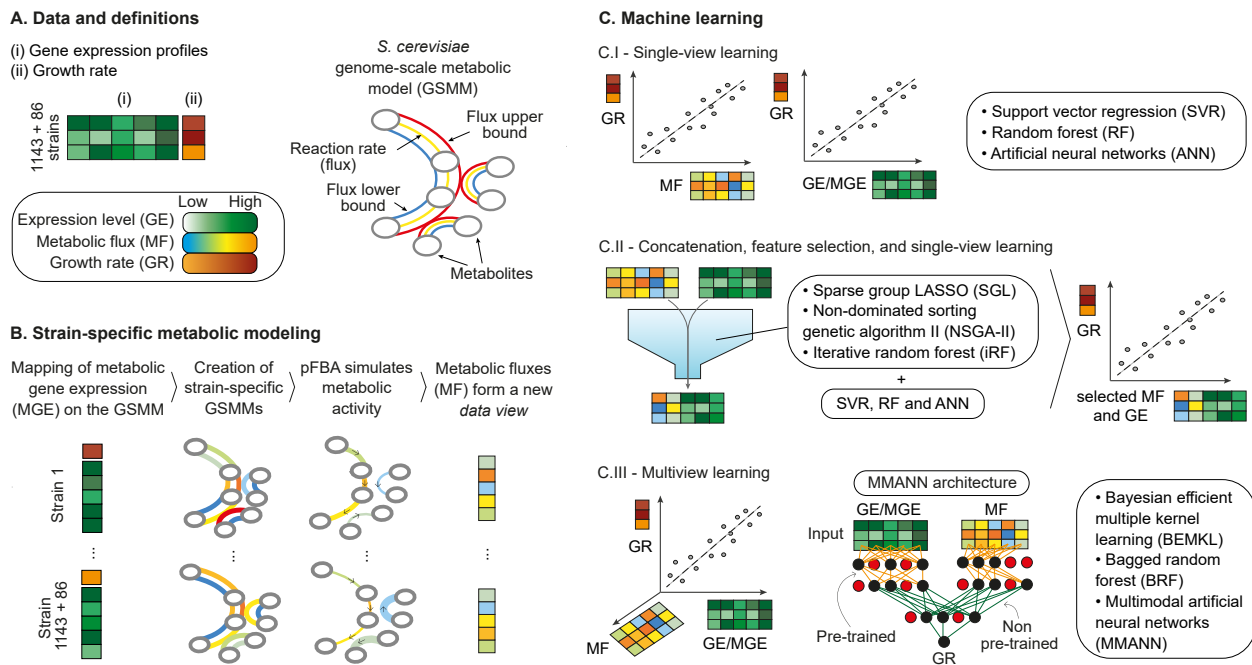 A. Data and definitions
(i) Gene expression profiles
(ii) Growth rate
(i)
(ii)
1143 + 86
strains
Low
High
Expression level (GE)
Metabolic flux (MF)
Growth rate (GR)
S. cerevisiae
genome-scale metabolic
model (GSMM)
Flux upper
bound
Reaction rate
(flux)
Flux lower
bound
Metabolites
B. Strain-specific metabolic modeling
Mapping of metabolic
gene expression
(MGE) on the GSMM
Creation of
strain-specific
GSMMs
pFBA simulates
metabolic
activity
Metabolic fluxes
(MF) form a new
data view
Strain 1
...
...
...
...
Strain
1143 + 86
C. Machine learning
C.I - Single-view learning
GR
MF
GR
GE/MGE
• Support vector regression (SVR)
• Random forest (RF)
• Artificial neural networks (ANN)
C.II - Concatenation, feature selection, and single-view learning
• Sparse group LASSO (SGL)
• Non-dominated sorting
genetic algorithm II (NSGA-II)
• Iterative random forest (iRF)
+
SVR, RF and ANN
GR
selected MF
and GE
C.III - Multiview learning
GR
MF
GE/MGE
MMANN architecture
GE/MGE
MF
Input
Pre-trained
Non
pre-trained
GR
• Bayesian efficient
multiple kernel
learning (BEMKL)
• Bagged random
forest (BRF)
• Multimodal artificial
neural networks
(MMANN)